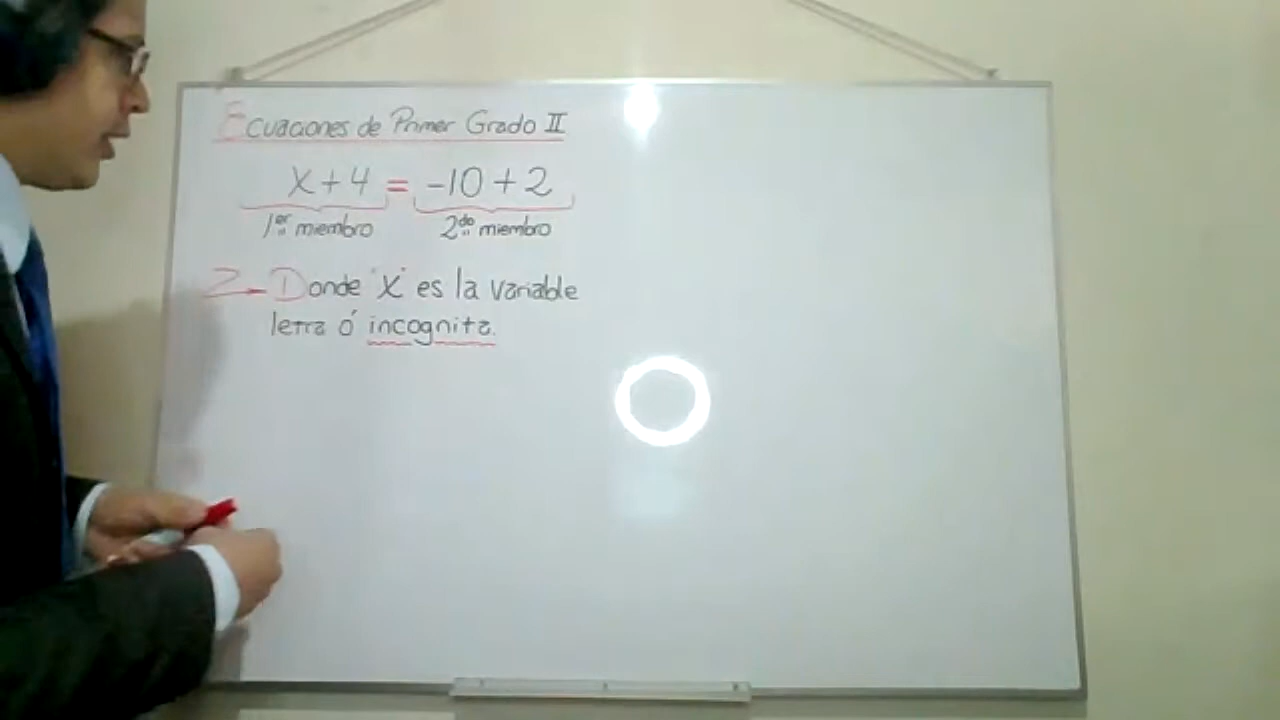 Ecuaciones de Primer Grado II
x + 4 = -10 + 2
1er miembro 2do miembro
2- Donde "x" es la variable
letra ó incognita.